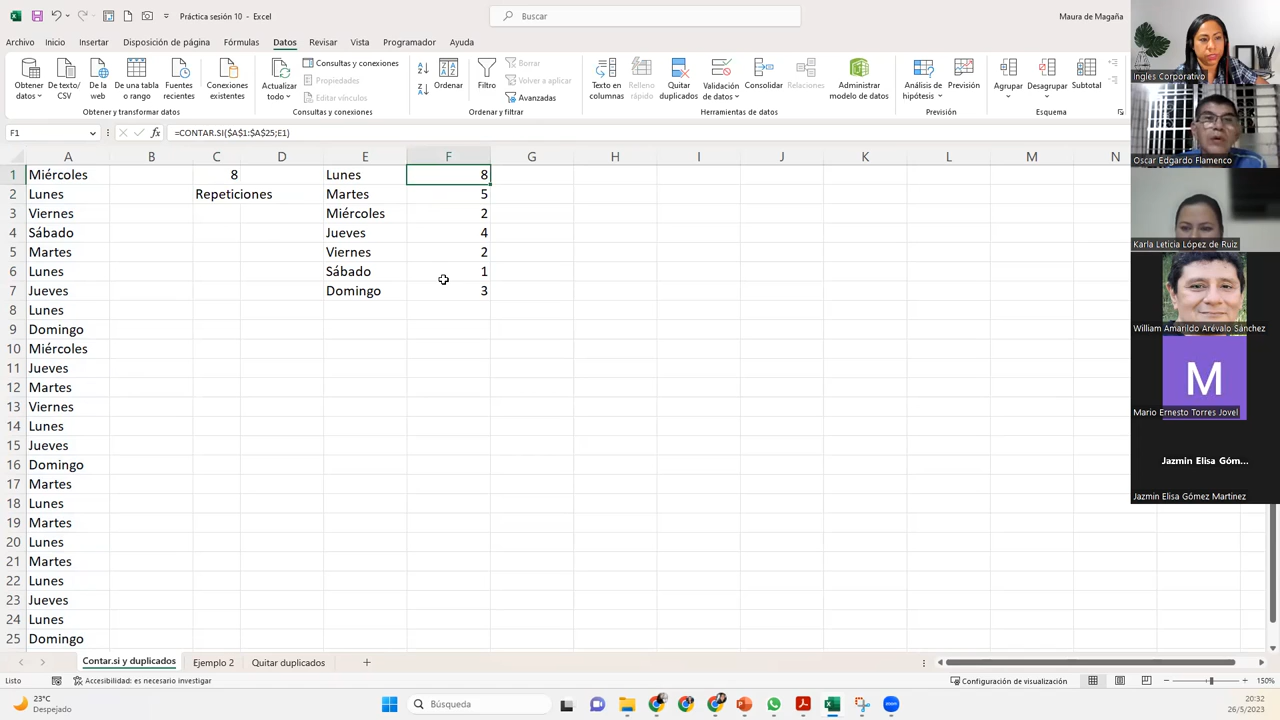 Práctica sesión 10 - Excel
Buscar
Maura de Magaña
Archivo Inicio Insertar Disposición de página Fórmulas Datos Revisar Vista Programador Ayuda
Obtener datos
De texto/CSV
De la web
De una tabla o rango
Fuentes recientes
Conexiones existentes
Obtener y transformar datos
Actualizar todo
Consultas y conexiones
Propiedades
Editar vínculos
Consultas y conexiones
Ordenar
Filtro
Borrar
Volver a aplicar
Avanzadas
Ordenar y filtrar
Texto en columnas
Relleno rápido
Quitar duplicados
Validación de datos
Consolidar
Relaciones
Administrar modelo de datos
Herramientas de datos
Análisis de hipótesis
Previsión
Previsión
Agrupar
Desagrupar
Subtotal
Esquema
F1
=CONTAR.SI($A$1:$A$25;E1)
A B C D E F G H I J K L M N
1 Miércoles 8 Lunes 8
2 Lunes Repeticiones Martes 5
3 Viernes Miércoles 2
4 Sábado Jueves 4
5 Martes Viernes 2
6 Lunes Sábado 1
7 Jueves Domingo 3
8 Lunes
9 Domingo
10 Miércoles
11 Jueves
12 Martes
13 Viernes
14 Lunes
15 Jueves
16 Domingo
17 Martes
18 Lunes
19 Martes
20 Lunes
21 Martes
22 Lunes
23 Jueves
24 Lunes
25 Domingo
Contar.si y duplicados Ejemplo 2 Quitar duplicados
Listo
Accesibilidad: es necesario investigar
Configuración de visualización
150%
23°C
Despejado
Búsqueda
20:32
26/5/2023
Ingles Corporativo
Oscar Edgardo Flamenco
Karla Leticia López de Ruiz
William Amarildo Arévalo Sánchez
M
Mario Ernesto Torres Jovel
Jazmin Elisa Góm...
Jazmin Elisa Gómez Martinez